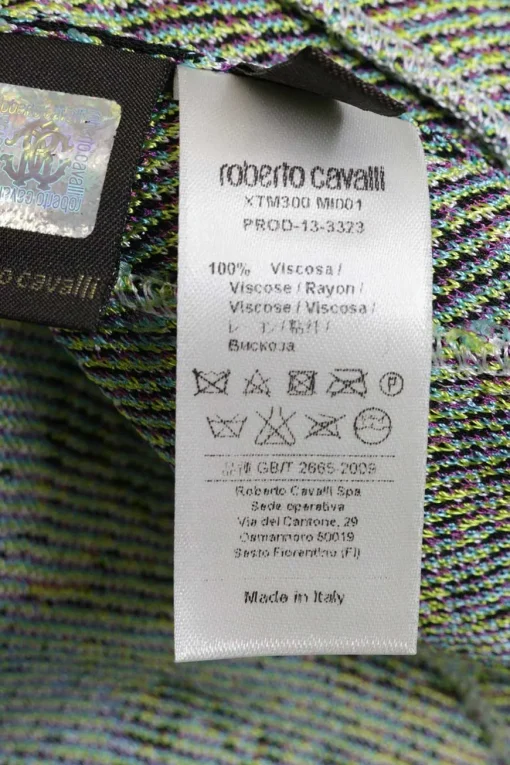 roberto cavalli
o cavalli
roberto cavalli
XTM300 MI001
PROD-13-3323
100% Viscosa /
Viscose / Rayon /
Viscose / Viscosa /
Вискоза
P
GB/T 2665-2009
Roberto Cavalli Spa
Sede operativa
Via del Cantone, 29
Osmannoro 50019
Sesto Fiorentino (FI)
Made in Italy